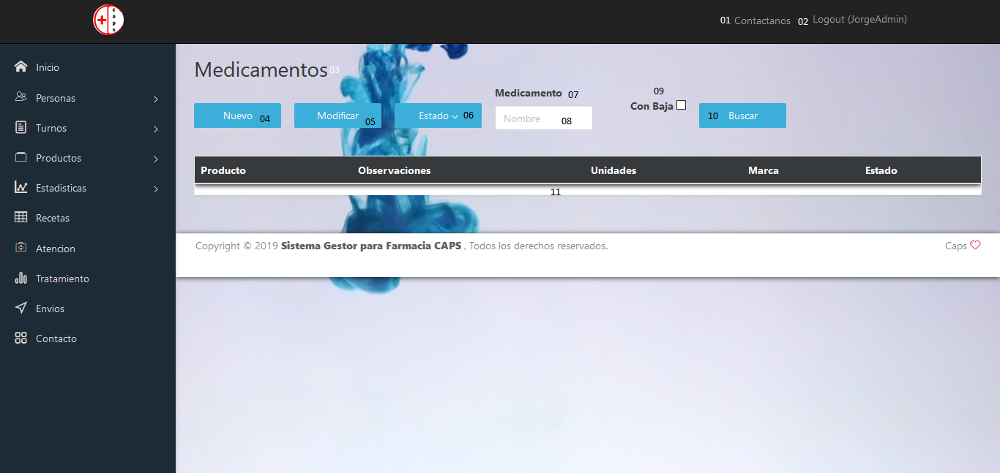 caps
01 Contactanos 02 Logout (JorgeAdmin)
Inicio
Personas
Turnos
Productos
Estadisticas
Recetas
Atencion
Tratamiento
Envios
Contacto
Medicamentos 03
Nuevo 04
Modificar 05
Estado 06
Medicamento 07
Nombre 08
09
Con Baja
10 Buscar
Producto Observaciones Unidades Marca Estado
11
Copyright © 2019 Sistema Gestor para Farmacia CAPS , Todos los derechos reservados.
Caps